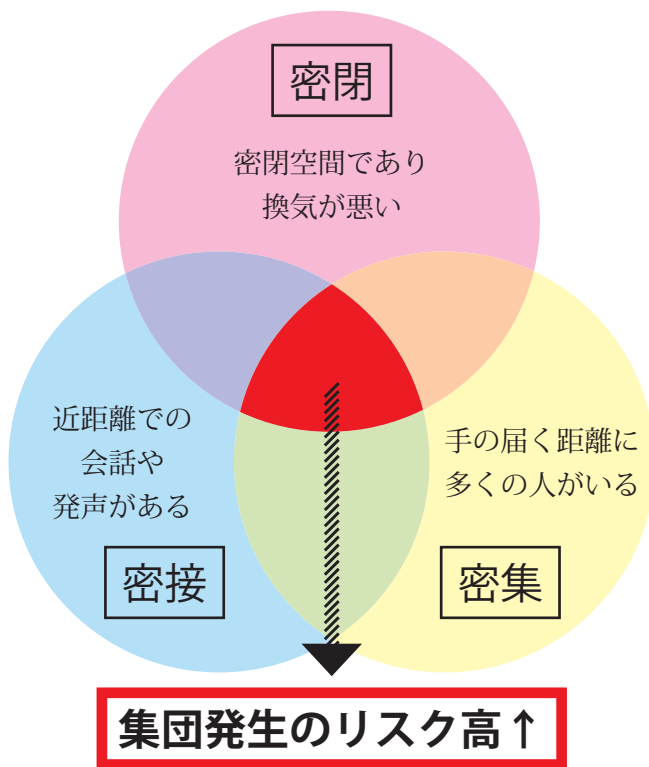 密閉
密閉空間であり
換気が悪い
近距離での
会話や
発声がある
密接
手の届く距離に
多くの人がいる
密集
集団発生のリスク高↑